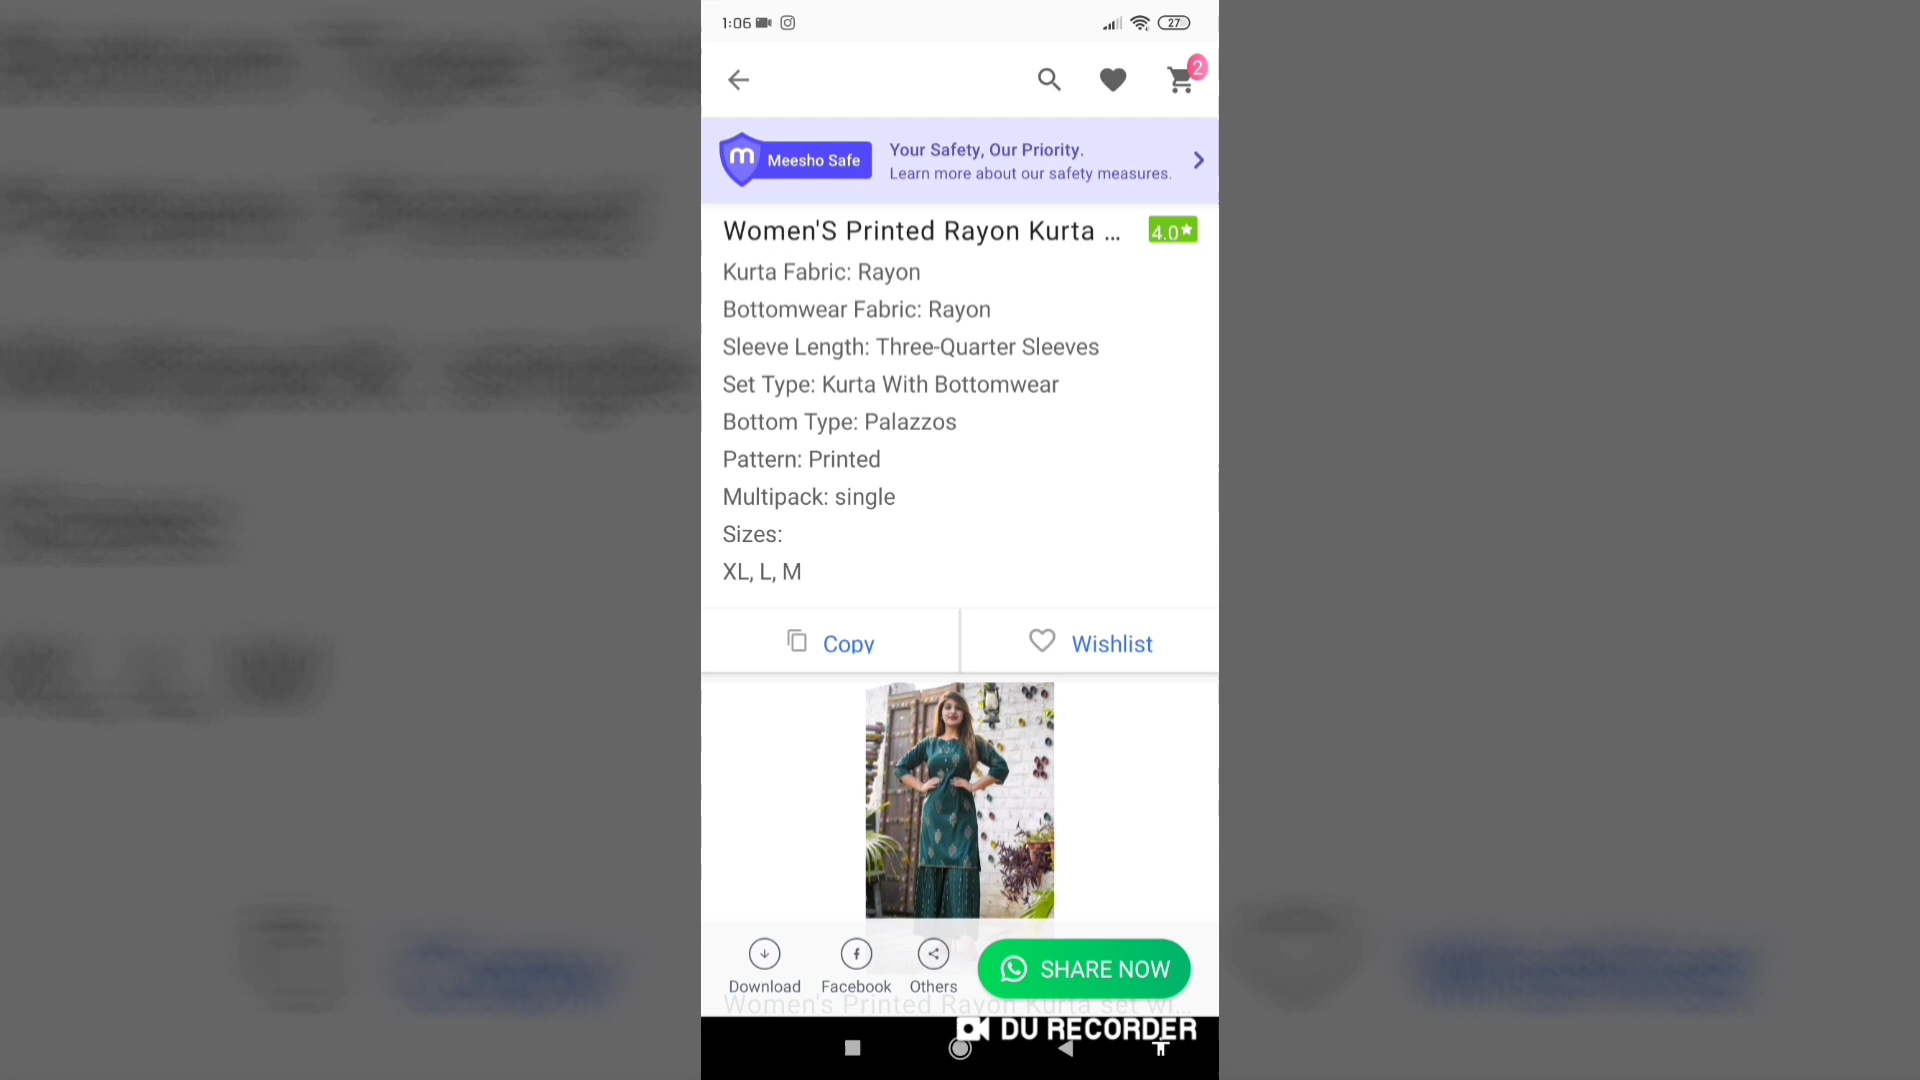 1:06
27
2
m Meesho Safe
Your Safety, Our Priority.
Learn more about our safety measures.
Women'S Printed Rayon Kurta ...
4.0
Kurta Fabric: Rayon
Bottomwear Fabric: Rayon
Sleeve Length: Three-Quarter Sleeves
Set Type: Kurta With Bottomwear
Bottom Type: Palazzos
Pattern: Printed
Multipack: single
Sizes:
XL, L, M
Copy
Wishlist
Download
Facebook
Others
SHARE NOW
Women's Printed Rayon Kurta set wi...
DU RECORDER